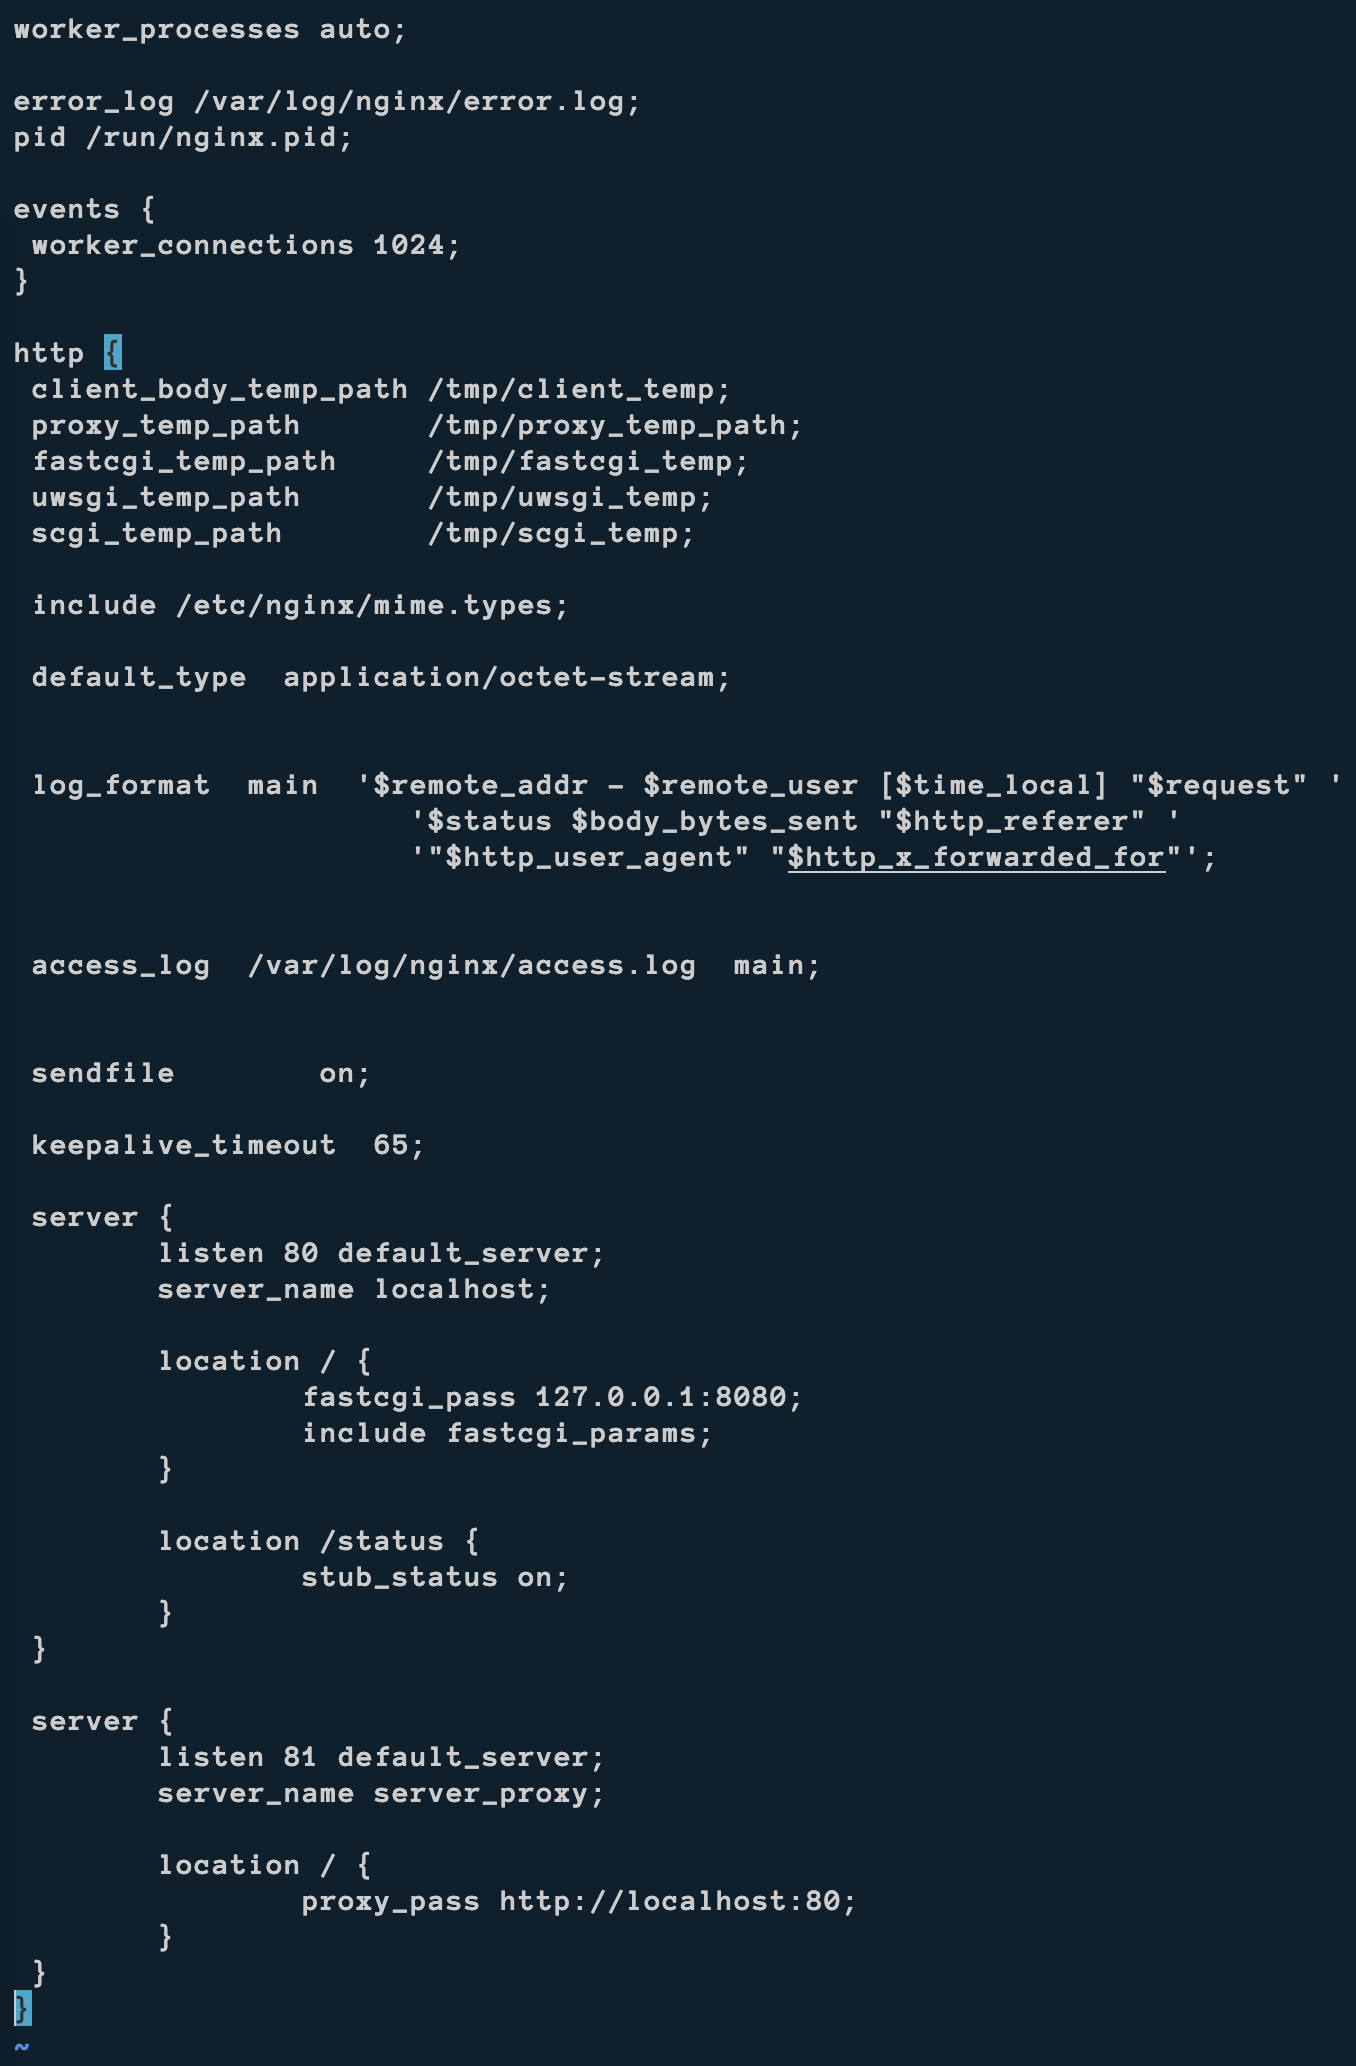 worker_processes auto;

error_log /var/log/nginx/error.log;
pid /run/nginx.pid;

events {
 worker_connections 1024;
}

http {
 client_body_temp_path /tmp/client_temp;
 proxy_temp_path       /tmp/proxy_temp_path;
 fastcgi_temp_path     /tmp/fastcgi_temp;
 uwsgi_temp_path       /tmp/uwsgi_temp;
 scgi_temp_path        /tmp/scgi_temp;

 include /etc/nginx/mime.types;

 default_type  application/octet-stream;


 log_format  main  '$remote_addr - $remote_user [$time_local] "$request" '
                      '$status $body_bytes_sent "$http_referer" '
                      '"$http_user_agent" "$http_x_forwarded_for"';


 access_log  /var/log/nginx/access.log  main;


 sendfile        on;

 keepalive_timeout  65;

 server {
        listen 80 default_server;
        server_name localhost;

        location / {
                fastcgi_pass 127.0.0.1:8080;
                include fastcgi_params;
        }

        location /status {
                stub_status on;
        }
 }

 server {
        listen 81 default_server;
        server_name server_proxy;

        location / {
                proxy_pass http://localhost:80;
        }
 }
}
~